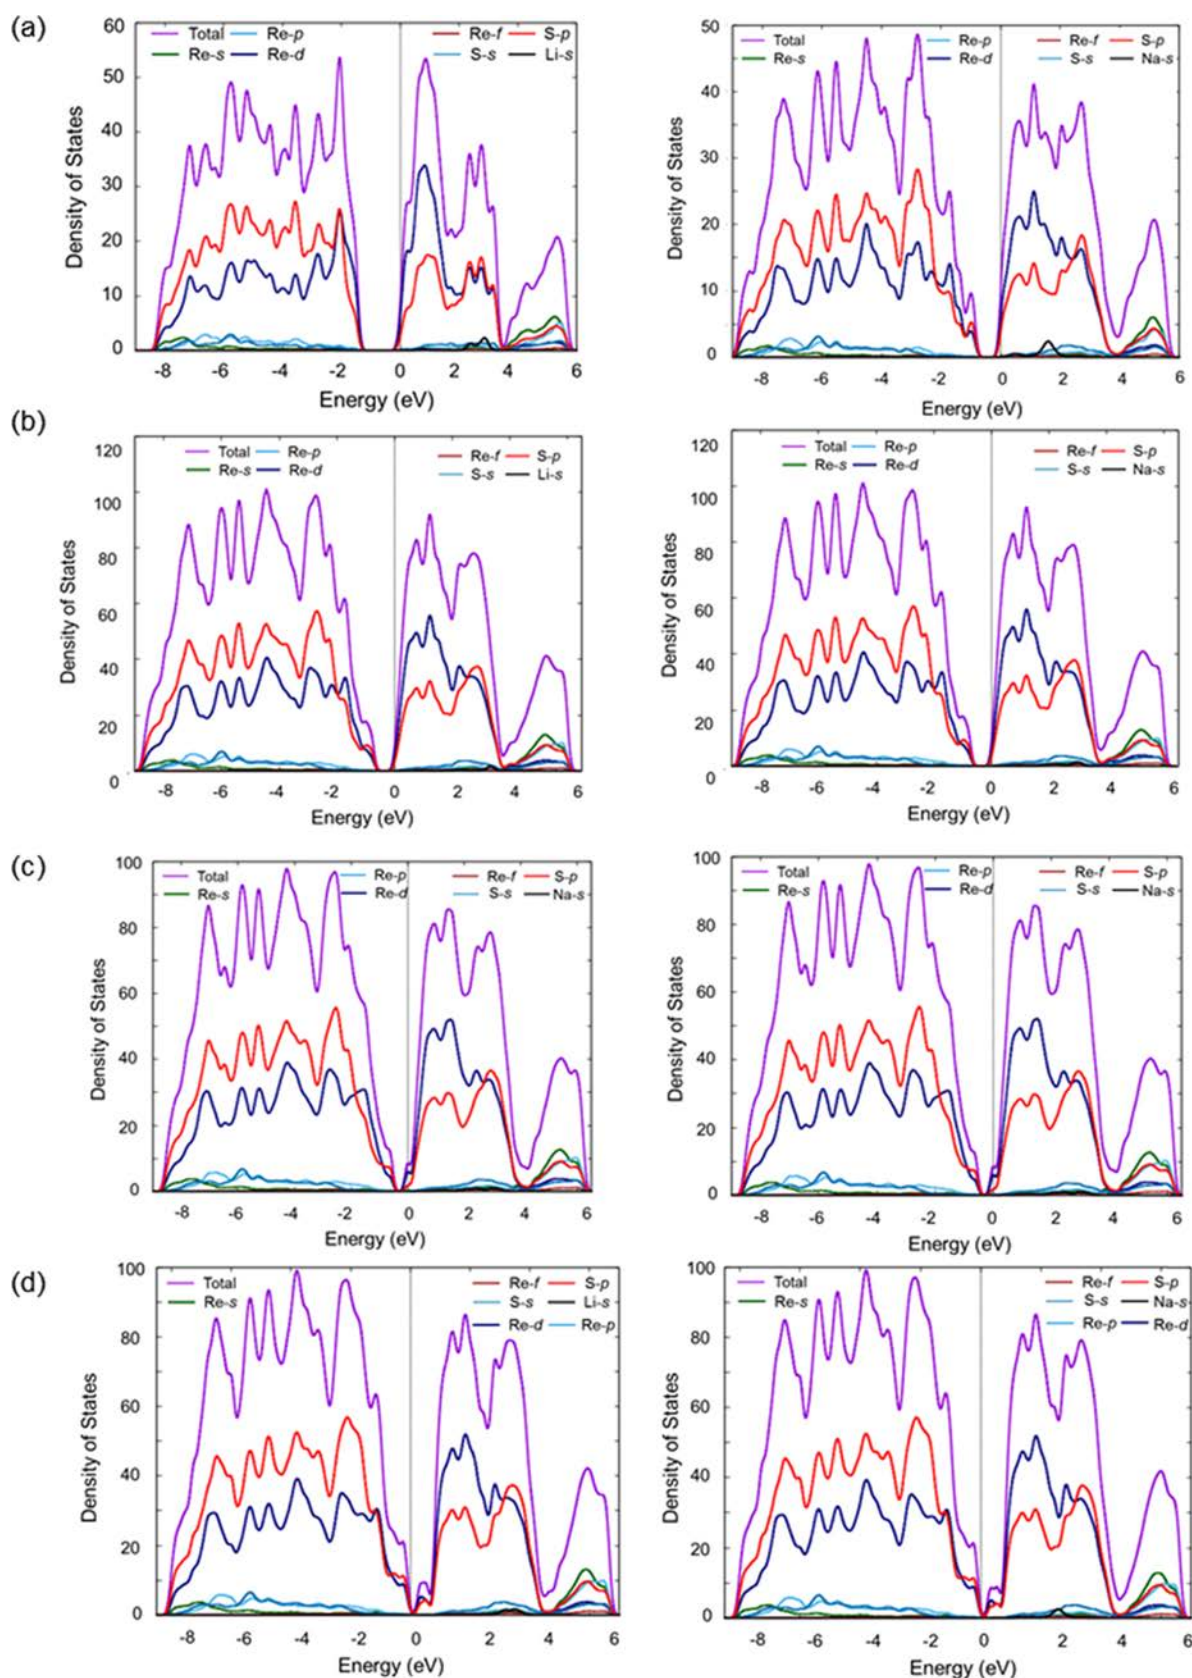 (a)
60
50
40
30
20
10
0
Density of States
Total
Re-p
Re-s
Re-d
Re-f
S-p
S-s
Li-s
-8 -6 -4 -2 0 2 4 6
Energy (eV)
50
40
30
20
10
0
Density of States
Total
Re-p
Re-s
Re-d
Re-f
S-p
S-s
Na-s
-8 -6 -4 -2 0 2 4 6
Energy (eV)
(b)
120
100
80
60
40
20
0
Density of States
Total
Re-p
Re-s
Re-d
Re-f
S-p
S-s
Li-s
-8 -6 -4 -2 0 2 4 6
Energy (eV)
120
100
80
60
40
20
0
Density of States
Total
Re-p
Re-s
Re-d
Re-f
S-p
S-s
Na-s
-8 -6 -4 -2 0 2 4 6
Energy (eV)
(c)
100
80
60
40
20
0
Density of States
Total
Re-p
Re-s
Re-d
Re-f
S-p
S-s
Na-s
-8 -6 -4 -2 0 2 4 6
Energy (eV)
100
80
60
40
20
0
Density of States
Total
Re-p
Re-s
Re-d
Re-f
S-p
S-s
Na-s
-8 -6 -4 -2 0 2 4 6
Energy (eV)
(d)
100
80
60
40
20
0
Density of States
Total
Re-s
Re-f
S-p
S-s
Li-s
Re-d
Re-p
-8 -6 -4 -2 0 2 4 6
Energy (eV)
100
80
60
40
20
0
Density of States
Total
Re-s
Re-f
S-p
S-s
Na-s
Re-p
Re-d
-8 -6 -4 -2 0 2 4 6
Energy (eV)